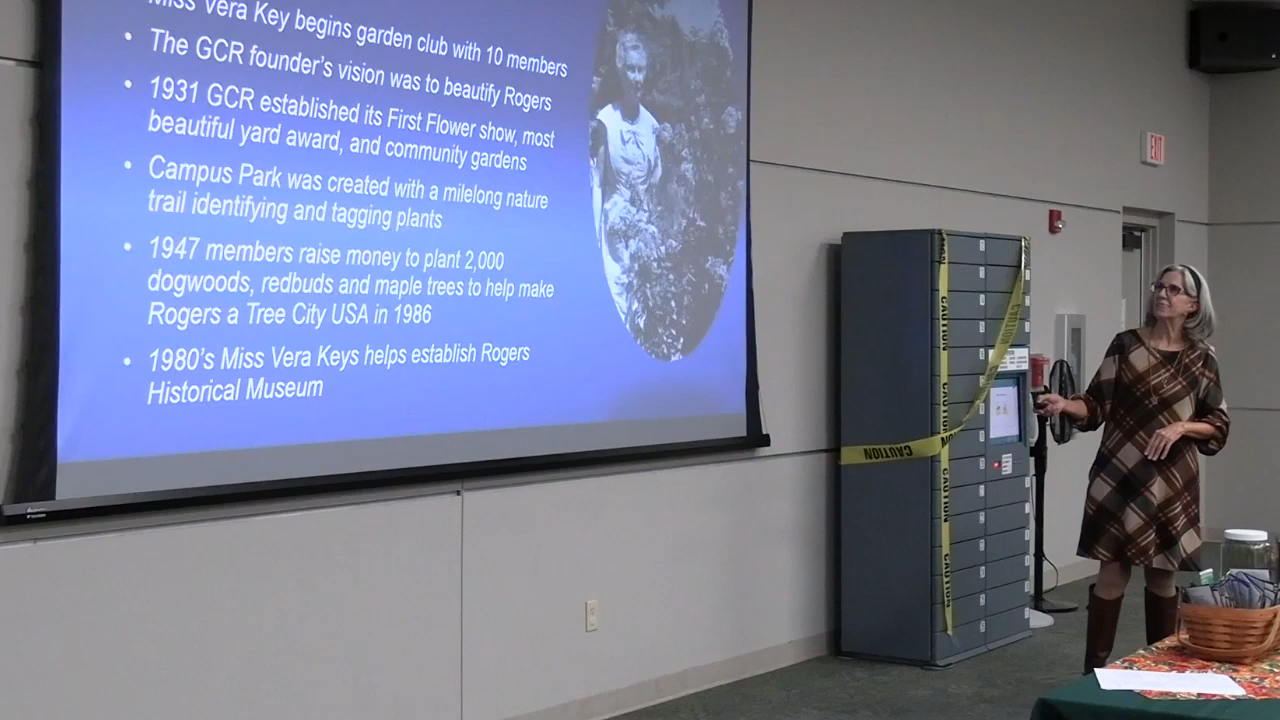 Miss Vera Key begins garden club with 10 members
• The GCR founder's vision was to beautify Rogers
• 1931 GCR established its First Flower show, most
beautiful yard award, and community gardens
• Campus Park was created with a milelong nature
trail identifying and tagging plants
• 1947 members raise money to plant 2,000
dogwoods, redbuds and maple trees to help make
Rogers a Tree City USA in 1986
• 1980's Miss Vera Keys helps establish Rogers
Historical Museum
EXIT
CAUTION
CAUTION
CAUTION
CAUTION
CAUTION
CAUTION